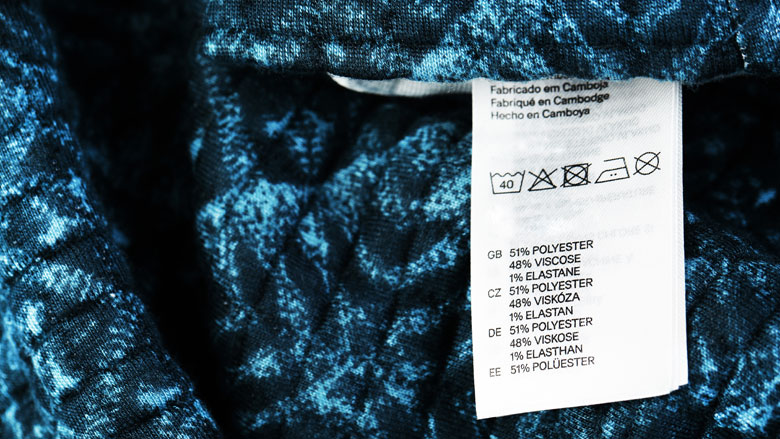 Fabricado em Camboja
Fabriqué en Cambodge
Hecho en Camboya
40
GB 51% POLYESTER
48% VISCOSE
1% ELASTANE
CZ 51% POLYESTER
48% VISKÓZA
1% ELASTAN
DE 51% POLYESTER
48% VISKOSE
1% ELASTHAN
EE 51% POLÜESTER